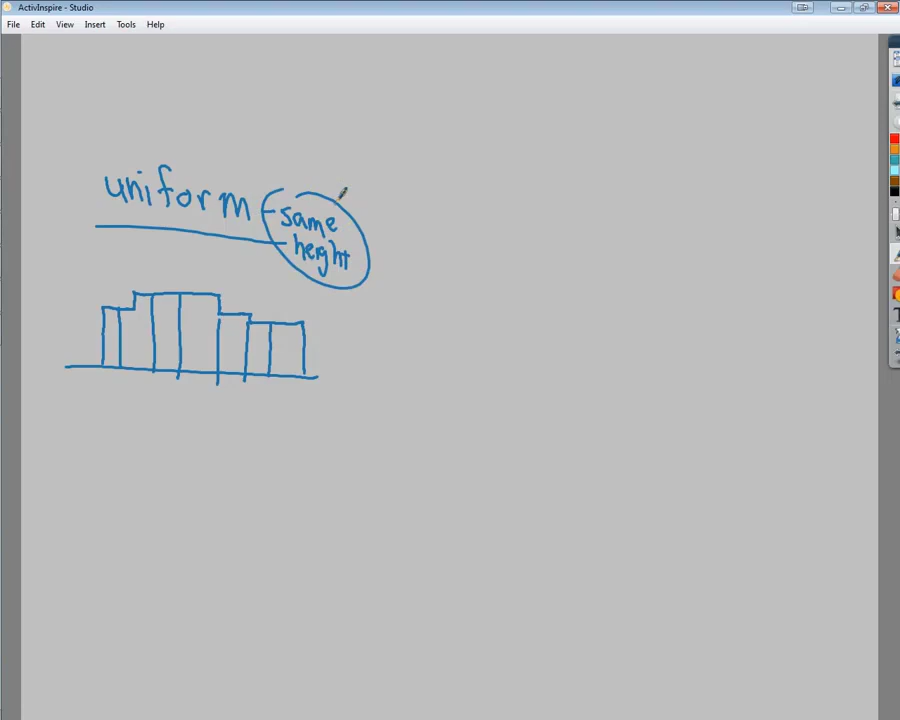 ActivInspire - Studio
File Edit View Insert Tools Help
uniform - same
height